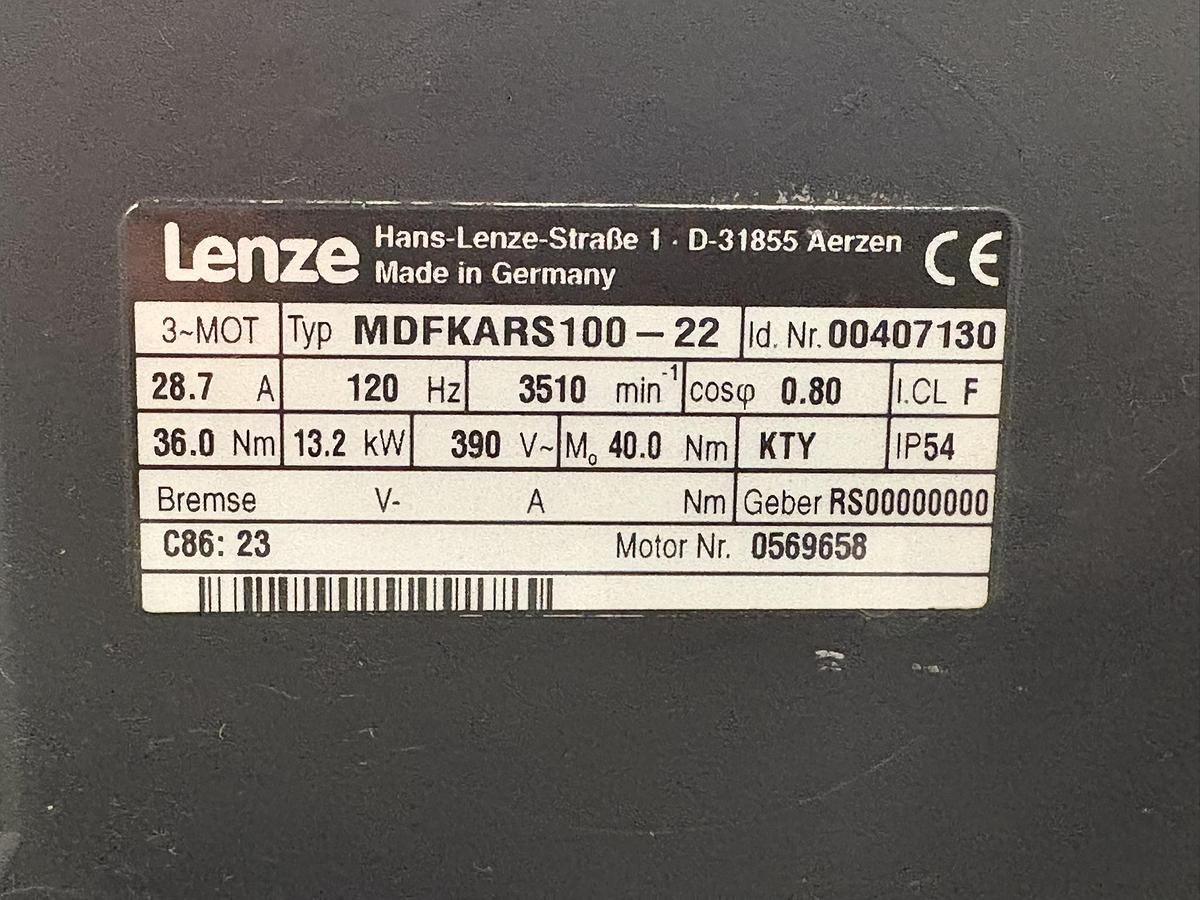 Lenze Hans-Lenze-Straße 1 · D-31855 Aerzen
Made in Germany CE
3~MOT Typ MDFKARS100-22 Id. Nr. 00407130
28.7 A 120 Hz 3510 min⁻¹ cosφ 0.80 I.CL F
36.0 Nm 13.2 kW 390 V~ M₀ 40.0 Nm KTY IP54
Bremse V- A Nm Geber RS00000000
C86: 23 Motor Nr. 0569658